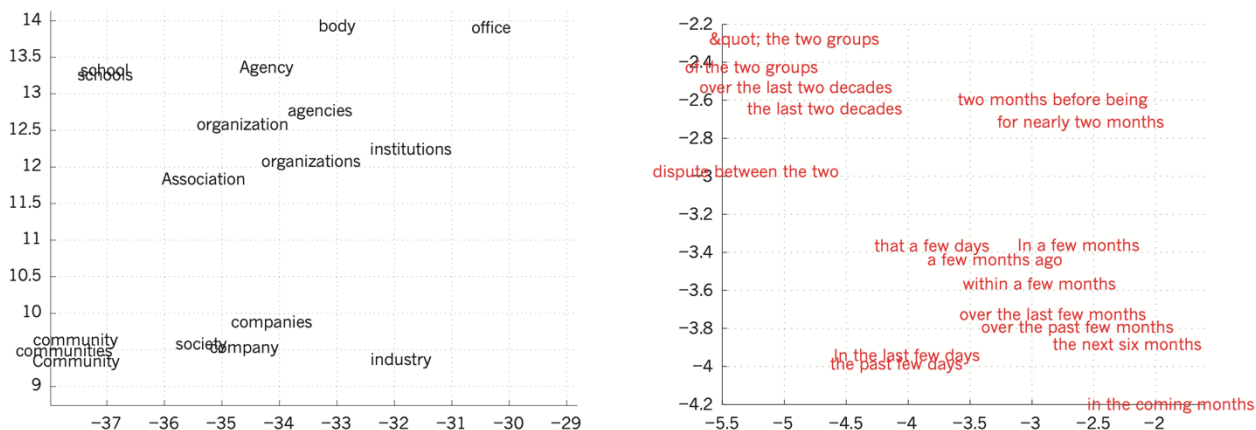 14
13.5
13
12.5
12
11.5
11
10.5
10
9.5
9
body
office
school
schools
Agency
agencies
organization
institutions
organizations
Association
companies
community
society
company
communities
Community
industry
−37
−36
−35
−34
−33
−32
−31
−30
−29
−2.2
−2.4
−2.6
−2.8
−3
−3.2
−3.4
−3.6
−3.8
−4
−4.2
&quot; the two groups
of the two groups
over the last two decades
the last two decades
two months before being
for nearly two months
dispute between the two
that a few days
In a few months
a few months ago
within a few months
over the last few months
over the past few months
the next six months
In the last few days
the past few days
in the coming months
−5.5
−5
−4.5
−4
−3.5
−3
−2.5
−2